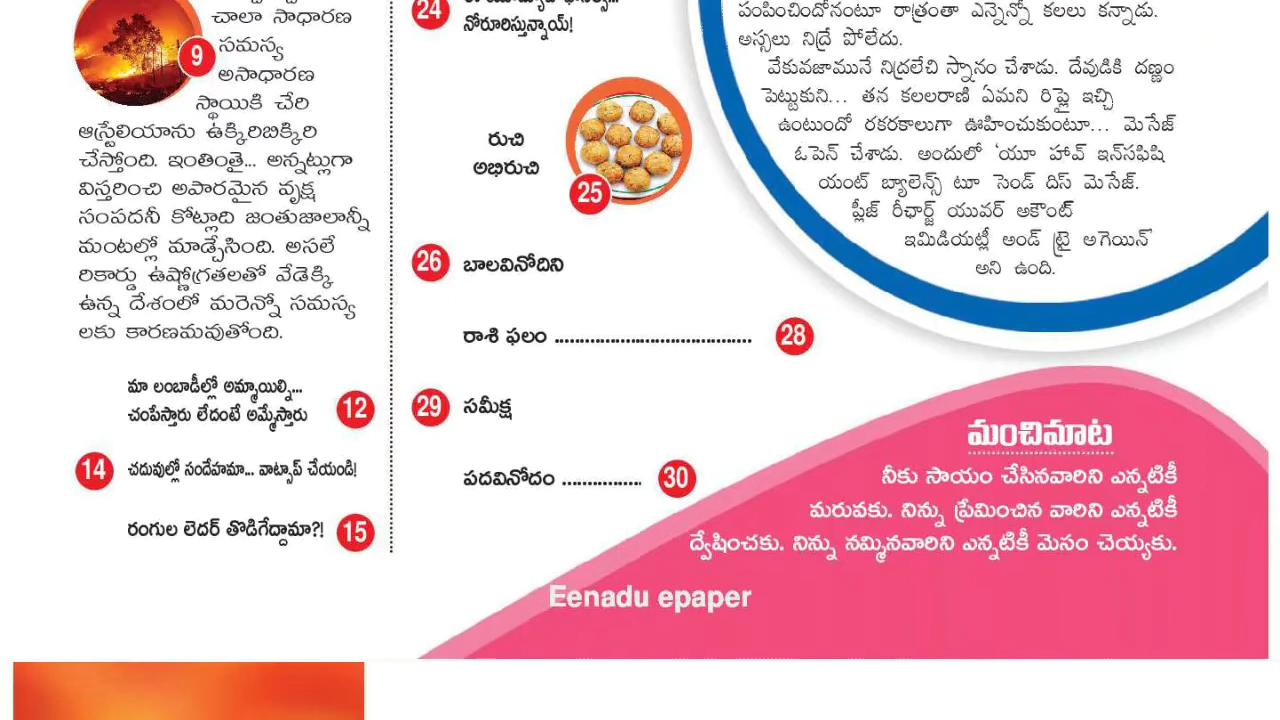 చాలా సాధారణ
సమస్య
9
అసాధారణ
స్థాయికి చేరి
ఆస్ట్రేలియాను ఉక్కిరిబిక్కిరి
చేస్తోంది. ఇంతింతై... అన్నట్లుగా
విస్తరించి అపారమైన వృక్ష
సంపదనీ కోట్లాది జంతుజాలాన్నీ
మంటల్లో మాడ్చేసింది. అసలే
రికార్డు ఉష్ణోగ్రతలతో వేడెక్కి
ఉన్న దేశంలో మరెన్నో సమస్య
లకు కారణమవుతోంది.
మా లంబాడీల్లో అమ్మాయిల్ని...
చంపేస్తారు లేదంటే అమ్మేస్తారు
12
14 చదువుల్లో సందేహమా... వాట్సాప్ చేయండి!
రంగుల లెదర్ తొడిగేద్దామా?! 15
24
నోరూరిస్తున్నాయ్!
రుచి
అభిరుచి
25
26 బాలవినోదిని
రాశి ఫలం ....................................... 28
29 సమీక్ష
పదవినోదం ................ 30
పంపించిందోనంటూ రాత్రంతా ఎన్నెన్నో కలలు కన్నాడు.
అస్సలు నిద్రే పోలేదు.
వేకువజామునే నిద్రలేచి స్నానం చేశాడు. దేవుడికి దణ్ణం
పెట్టుకుని... తన కలలరాణి ఏమని రిప్లై ఇచ్చి
ఉంటుందో రకరకాలుగా ఊహించుకుంటూ... మెసేజ్
ఓపెన్ చేశాడు. అందులో ‘యూ హావ్ ఇన్‌సఫిషి
యంట్ బ్యాలెన్స్ టూ సెండ్ దిస్ మెసేజ్.
ప్లీజ్ రీఛార్జ్ యువర్ అకౌంట్
ఇమిడియట్లీ అండ్ ట్రై అగెయిన్’
అని ఉంది.
మంచిమాట
నీకు సాయం చేసినవారిని ఎన్నటికీ
మరువకు. నిన్ను ప్రేమించిన వారిని ఎన్నటికీ
ద్వేషించకు. నిన్ను నమ్మినవారిని ఎన్నటికీ మెసం చెయ్యకు.
Eenadu epaper